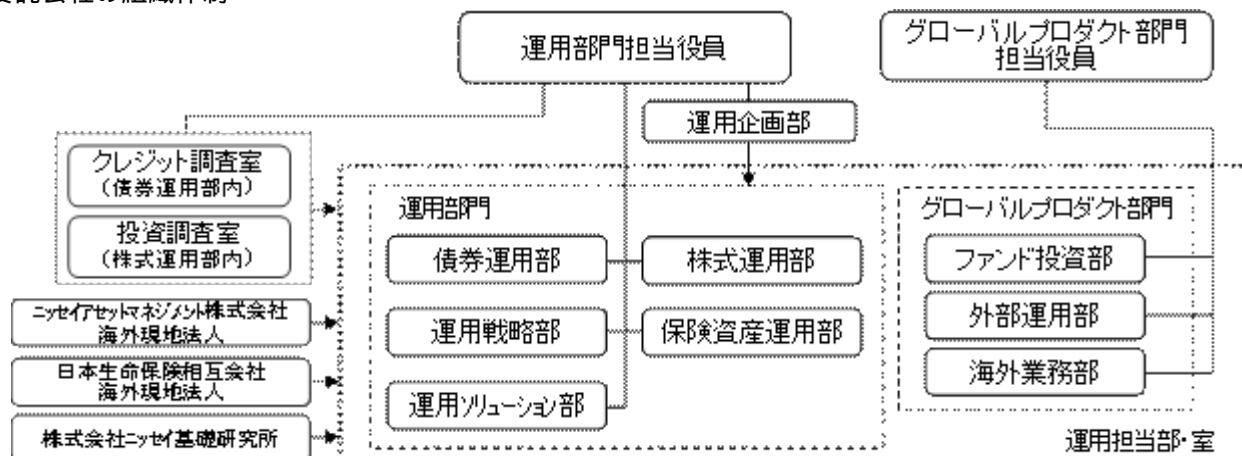 運用部門担当役員
グローバルプロダクト部門
担当役員
運用企画部
クレジット調査室
(債券運用部内)
投資調査室
(株式運用部内)
運用部門
債券運用部
株式運用部
運用戦略部
保険資産運用部
運用ソリューション部
グローバルプロダクト部門
ファンド投資部
外部運用部
海外業務部
ニッセイアセットマネジメント株式会社
海外現地法人
日本生命保険相互会社
海外現地法人
株式会社ニッセイ基礎研究所
運用担当部・室